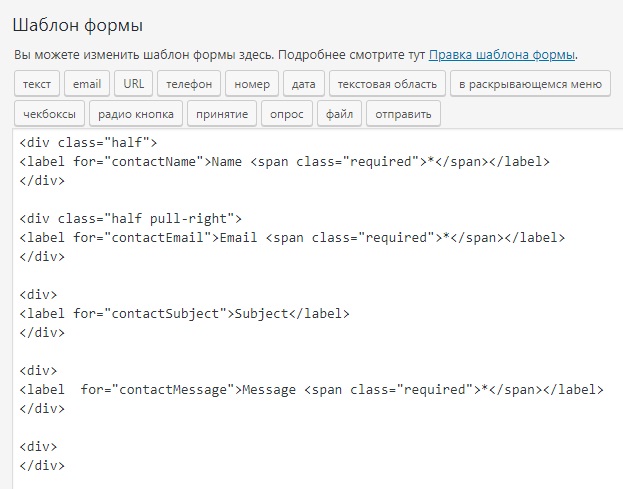 Шаблон формы
Вы можете изменить шаблон формы здесь. Подробнее смотрите тут Правка шаблона формы.
текст email URL телефон номер дата текстовая область в раскрывающемся меню
чекбоксы радио кнопка принятие опрос файл отправить
<div class="half">
<label for="contactName">Name <span class="required">*</span></label>
</div>
<div class="half pull-right">
<label for="contactEmail">Email <span class="required">*</span></label>
</div>
<div>
<label for="contactSubject">Subject</label>
</div>
<div>
<label  for="contactMessage">Message <span class="required">*</span></label>
</div>
<div>
</div>